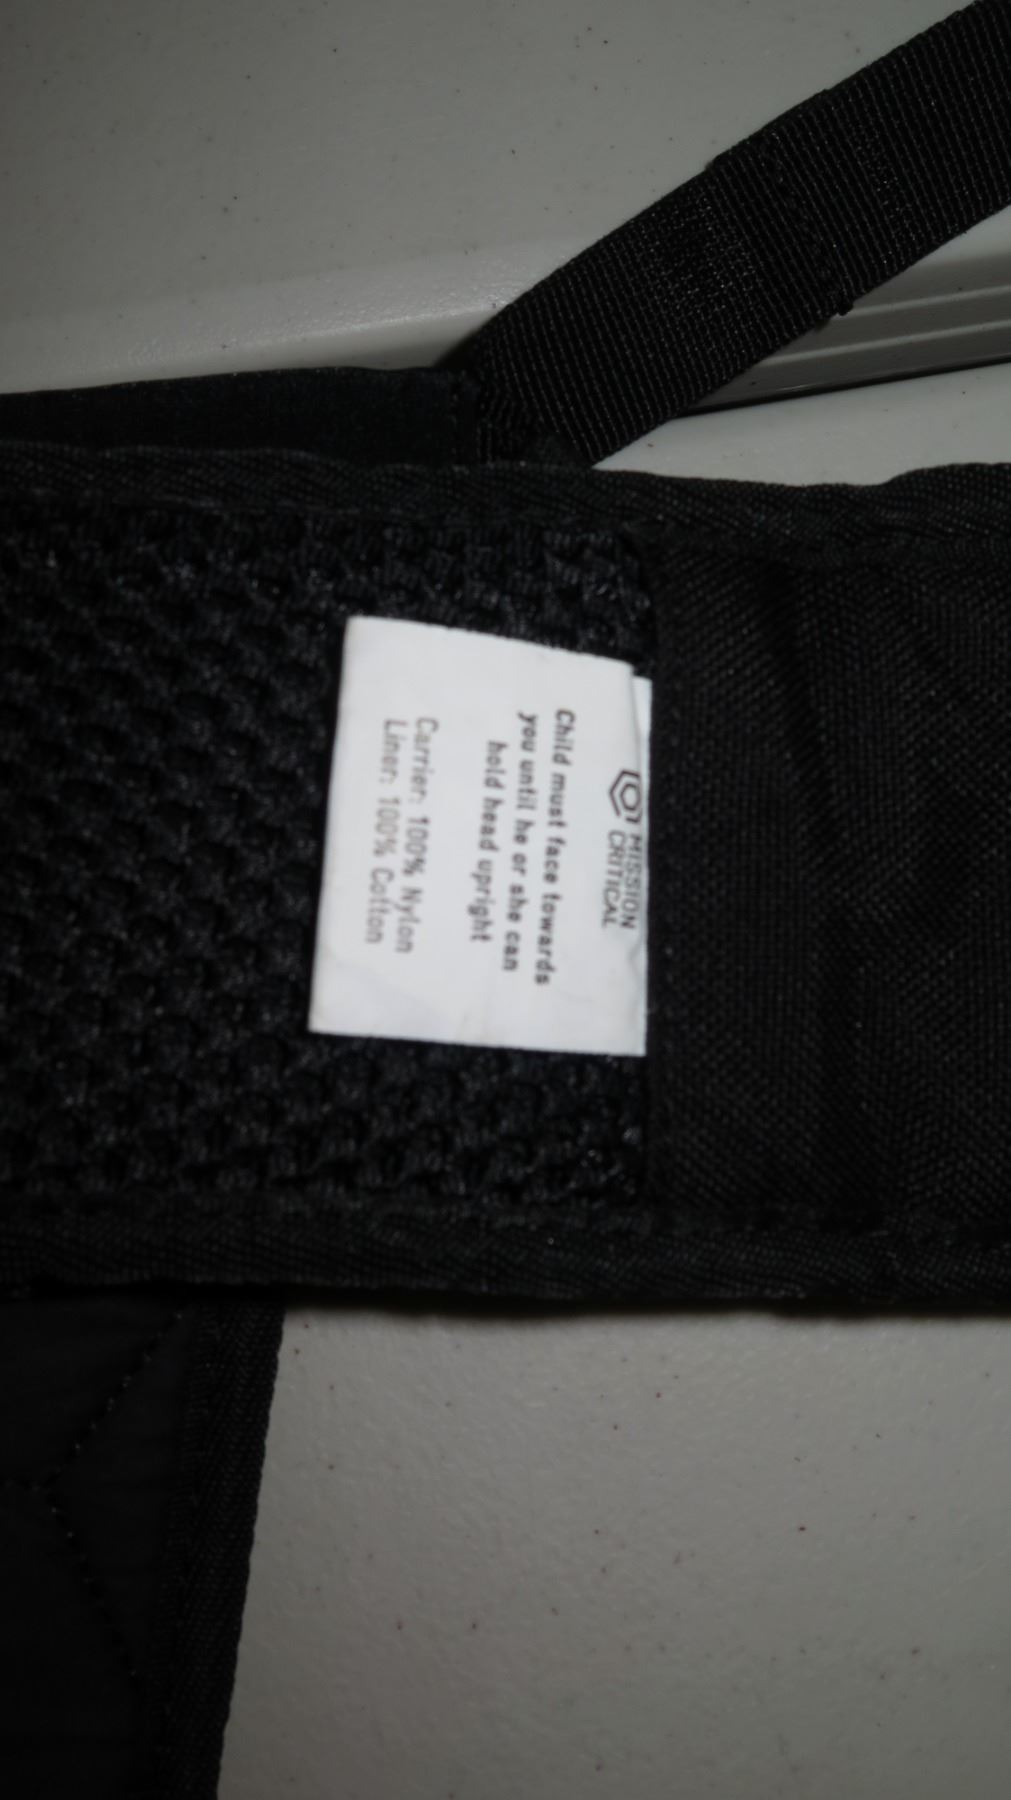 MISSION
CRITICAL
Child must face towards
you until he or she can
hold head upright
Carrier: 100% Nylon
Liner: 100% Cotton